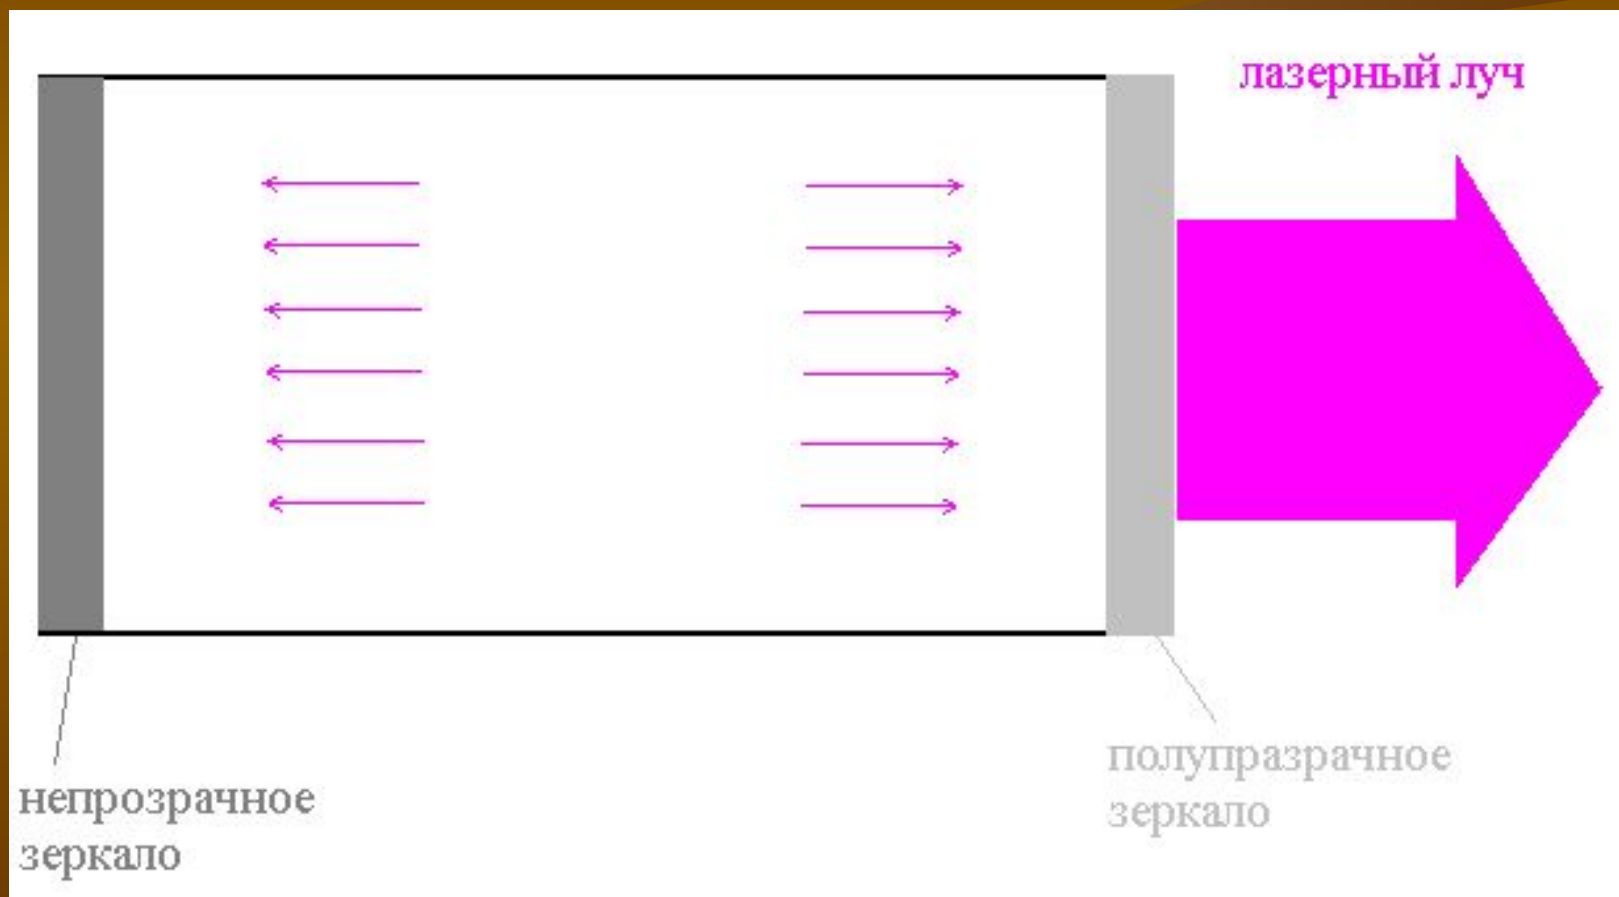 лазерный луч
непрозрачное
зеркало
полупразрачное
зеркало